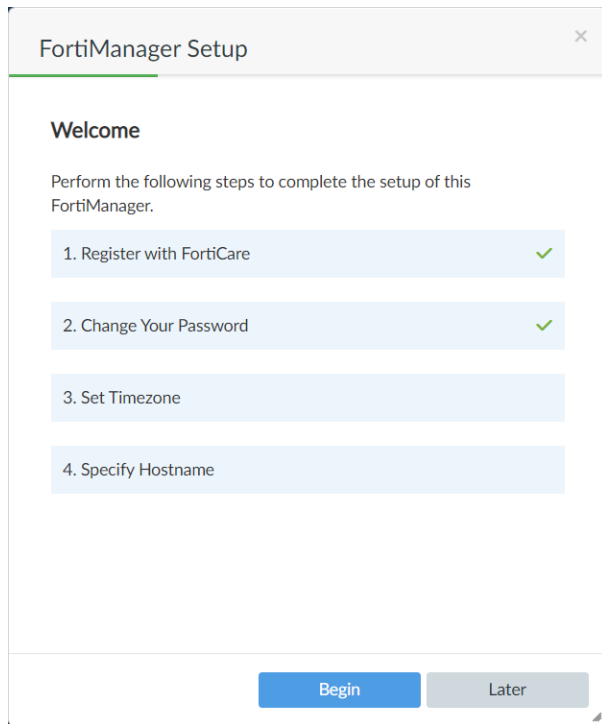 FortiManager Setup
Welcome
Perform the following steps to complete the setup of this
FortiManager.
1. Register with FortiCare
2. Change Your Password
3. Set Timezone
4. Specify Hostname
Begin
Later